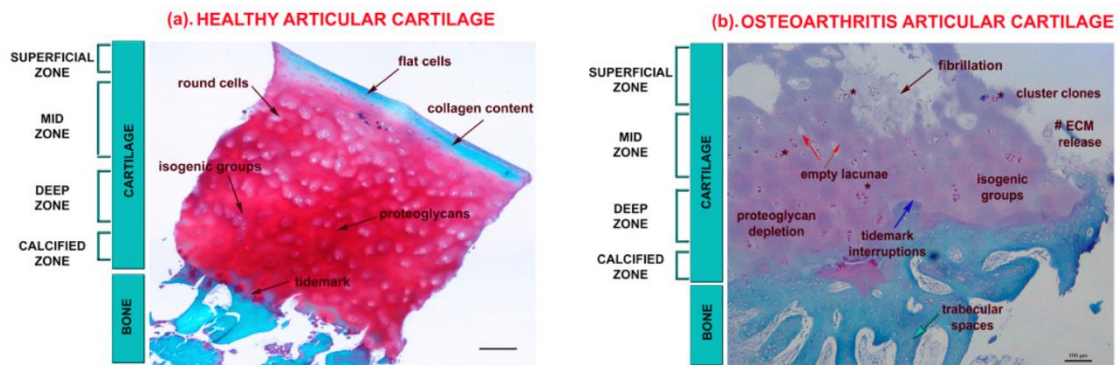 (a). HEALTHY ARTICULAR CARTILAGE
SUPERFICIAL
ZONE
MID
ZONE
DEEP
ZONE
CALCIFIED
ZONE
CARTILAGE
BONE
flat cells
round cells
collagen content
isogenic groups
proteoglycans
tidemark
(b). OSTEOARTHRITIS ARTICULAR CARTILAGE
SUPERFICIAL
ZONE
MID
ZONE
DEEP
ZONE
CALCIFIED
ZONE
CARTILAGE
BONE
fibrillation
*
* cluster clones
# ECM
release
*
empty lacunae
*
isogenic
groups
proteoglycan
depletion
tidemark
interruptions
trabecular
spaces
100 µm